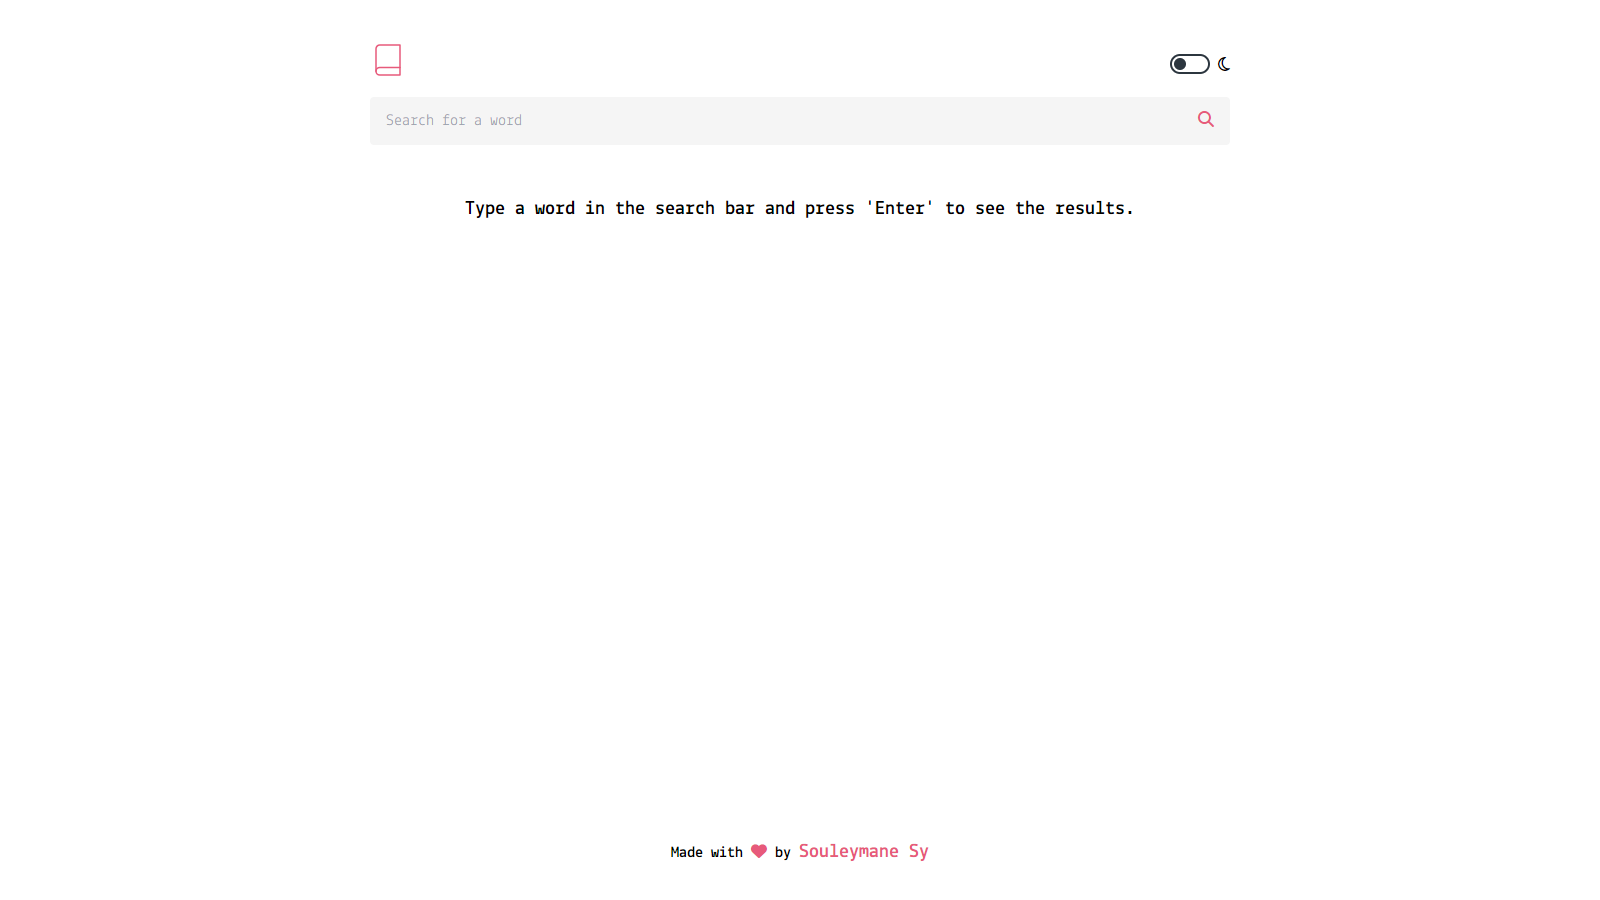 Search for a word
Type a word in the search bar and press 'Enter' to see the results.
Made with by Souleymane Sy